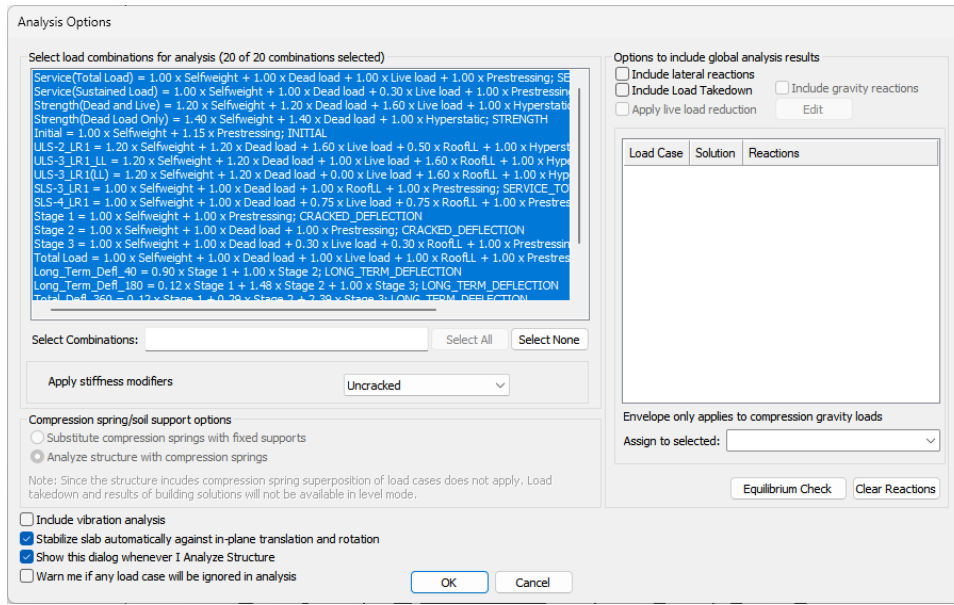 Analysis Options
Select load combinations for analysis (20 of 20 combinations selected)
Service(Total Load) = 1.00 x Selfweight + 1.00 x Dead load + 1.00 x Live load + 1.00 x Prestressing; SE
Service(Sustained Load) = 1.00 x Selfweight + 1.00 x Dead load + 0.30 x Live load + 1.00 x Prestressin
Strength(Dead and Live) = 1.20 x Selfweight + 1.20 x Dead load + 1.60 x Live load + 1.00 x Hyperstatic
Strength(Dead Load Only) = 1.40 x Selfweight + 1.40 x Dead load + 1.00 x Hyperstatic; STRENGTH
Initial = 1.00 x Selfweight + 1.15 x Prestressing; INITIAL
ULS-2_LR1 = 1.20 x Selfweight + 1.20 x Dead load + 1.60 x Live load + 0.50 x RoofLL + 1.00 x Hyperst
ULS-3_LR1_LL = 1.20 x Selfweight + 1.20 x Dead load + 1.00 x Live load + 1.60 x RoofLL + 1.00 x Hype
ULS-3_LR1(LL) = 1.20 x Selfweight + 1.20 x Dead load + 0.00 x Live load + 1.60 x RoofLL + 1.00 x Hyp
SLS-3_LR1 = 1.00 x Selfweight + 1.00 x Dead load + 1.00 x RoofLL + 1.00 x Prestressing; SERVICE_TO
SLS-4_LR1 = 1.00 x Selfweight + 1.00 x Dead load + 0.75 x Live load + 0.75 x RoofLL + 1.00 x Prestres
Stage 1 = 1.00 x Selfweight + 1.00 x Prestressing; CRACKED_DEFLECTION
Stage 2 = 1.00 x Selfweight + 1.00 x Dead load + 1.00 x Prestressing; CRACKED_DEFLECTION
Stage 3 = 1.00 x Selfweight + 1.00 x Dead load + 0.30 x Live load + 0.30 x RoofLL + 1.00 x Prestressin
Total Load = 1.00 x Selfweight + 1.00 x Dead load + 1.00 x Live load + 1.00 x RoofLL + 1.00 x Prestres
Long_Term_Defl_40 = 0.90 x Stage 1 + 1.00 x Stage 2; LONG_TERM_DEFLECTION
Long_Term_Defl_180 = 0.12 x Stage 1 + 1.48 x Stage 2 + 1.00 x Stage 3; LONG_TERM_DEFLECTION
Total_Defl_360 = 0.12 x Stage 1 + 0.29 x Stage 2 + 2.39 x Stage 3; LONG_TERM_DEFLECTION
Select Combinations:
Select All
Select None
Apply stiffness modifiers
Uncracked
Compression spring/soil support options
Substitute compression springs with fixed supports
Analyze structure with compression springs
Note: Since the structure incudes compression spring superposition of load cases does not apply. Load
takedown and results of building solutions will not be available in level mode.
Include vibration analysis
Stabilize slab automatically against in-plane translation and rotation
Show this dialog whenever I Analyze Structure
Warn me if any load case will be ignored in analysis
OK
Cancel
Options to include global analysis results
Include lateral reactions
Include Load Takedown
Include gravity reactions
Apply live load reduction
Edit
Load Case
Solution
Reactions
Envelope only applies to compression gravity loads
Assign to selected:
Equilibrium Check
Clear Reactions